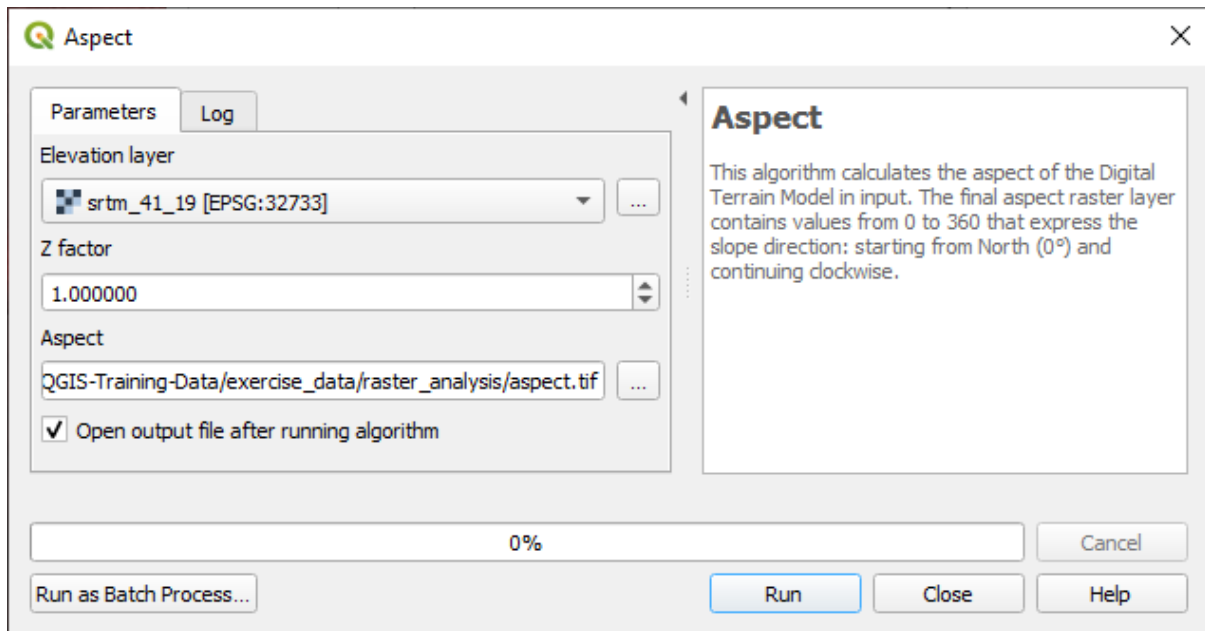 Aspect
Parameters
Log
Elevation layer
srtm_41_19 [EPSG:32733]
...
Z factor
1.000000
Aspect
QGIS-Training-Data/exercise_data/raster_analysis/aspect.tif
...
Open output file after running algorithm
Aspect
This algorithm calculates the aspect of the Digital
Terrain Model in input. The final aspect raster layer
contains values from 0 to 360 that express the
slope direction: starting from North (0°) and
continuing clockwise.
0%
Cancel
Run as Batch Process...
Run
Close
Help